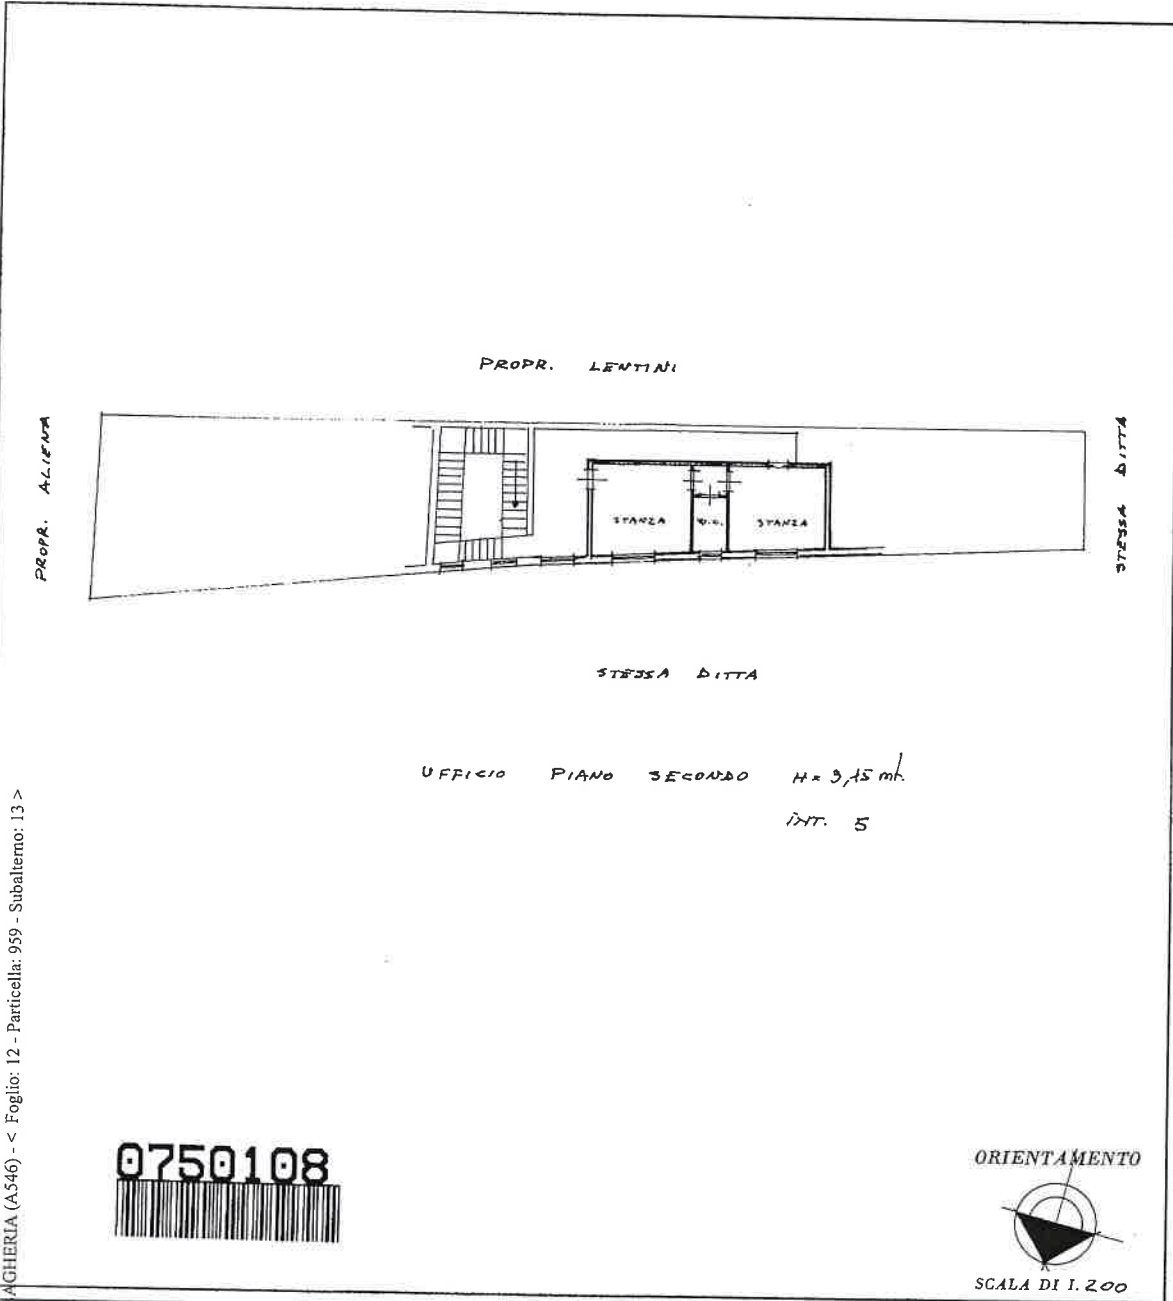 PROPR. LENTINI
PROPR. ALIENA
STESSA DITTA
STANZA
W.C.
STANZA
STESSA DITTA
UFFICIO PIANO SECONDO H = 3,15 mt.
INT. 5
AGHERIA (A546) - < Foglio: 12 - Particella: 959 - Subalterno: 13 >
0750108
ORIENTAMENTO
N
SCALA DI 1. 200